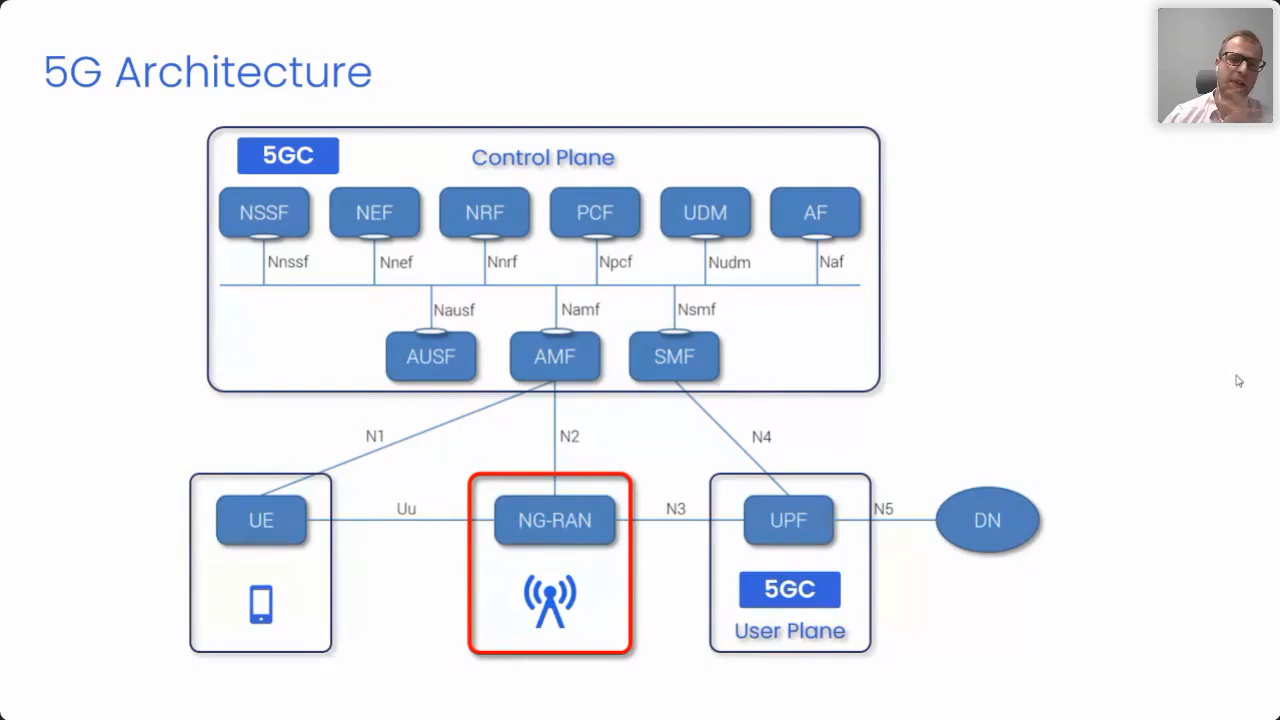 5G Architecture
5GC
Control Plane
NSSF NEF NRF PCF UDM AF
Nnssf Nnef Nnrf Npcf Nudm Naf
Nausf Namf Nsmf
AUSF AMF SMF
N1 N2 N4
Uu N3 N5
UE NG-RAN UPF DN
5GC
User Plane